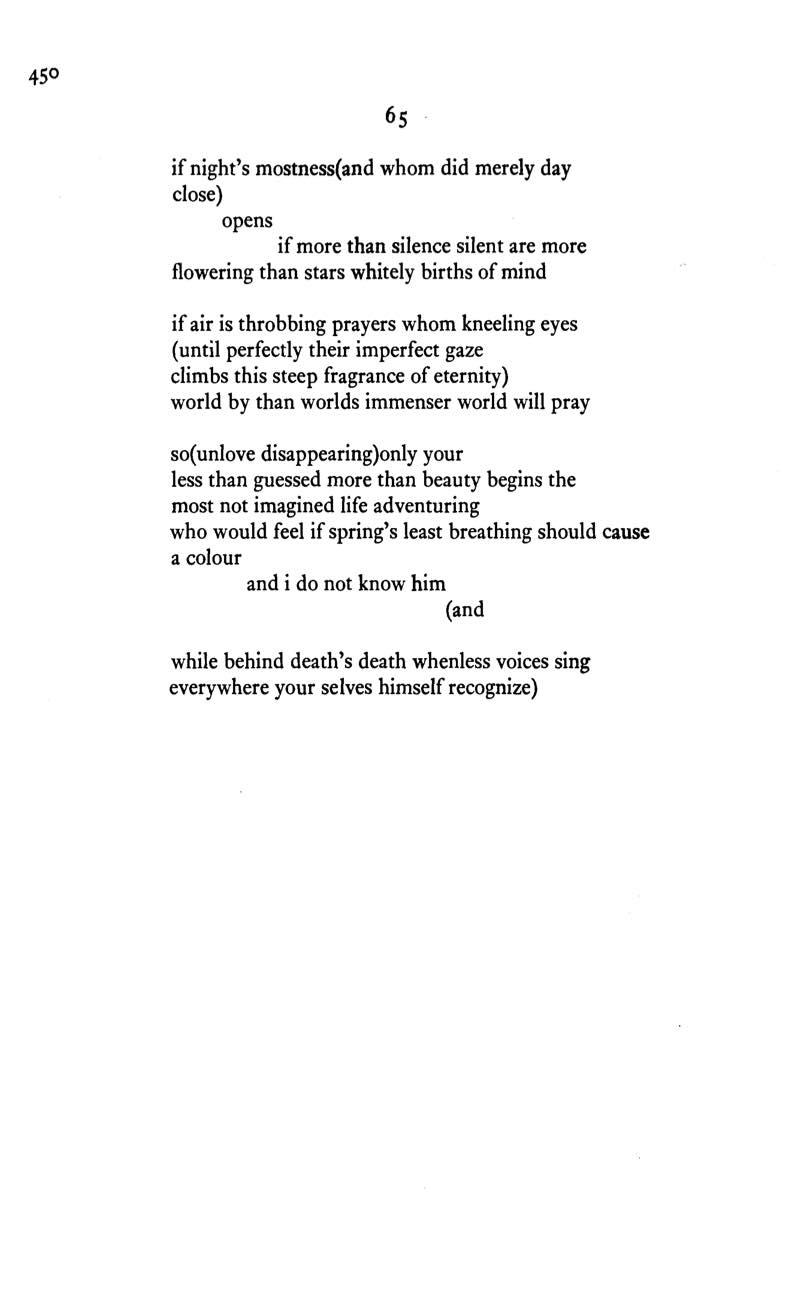 450
65
if night's mostness(and whom did merely day
close)
opens
if more than silence silent are more
flowering than stars whitely births of mind
if air is throbbing prayers whom kneeling eyes
(until perfectly their imperfect gaze
climbs this steep fragrance of eternity)
world by than worlds immenser world will pray
so(unlove disappearing)only your
less than guessed more than beauty begins the
most not imagined life adventuring
who would feel if spring's least breathing should cause
a colour
and i do not know him
(and
while behind death's death whenless voices sing
everywhere your selves himself recognize)